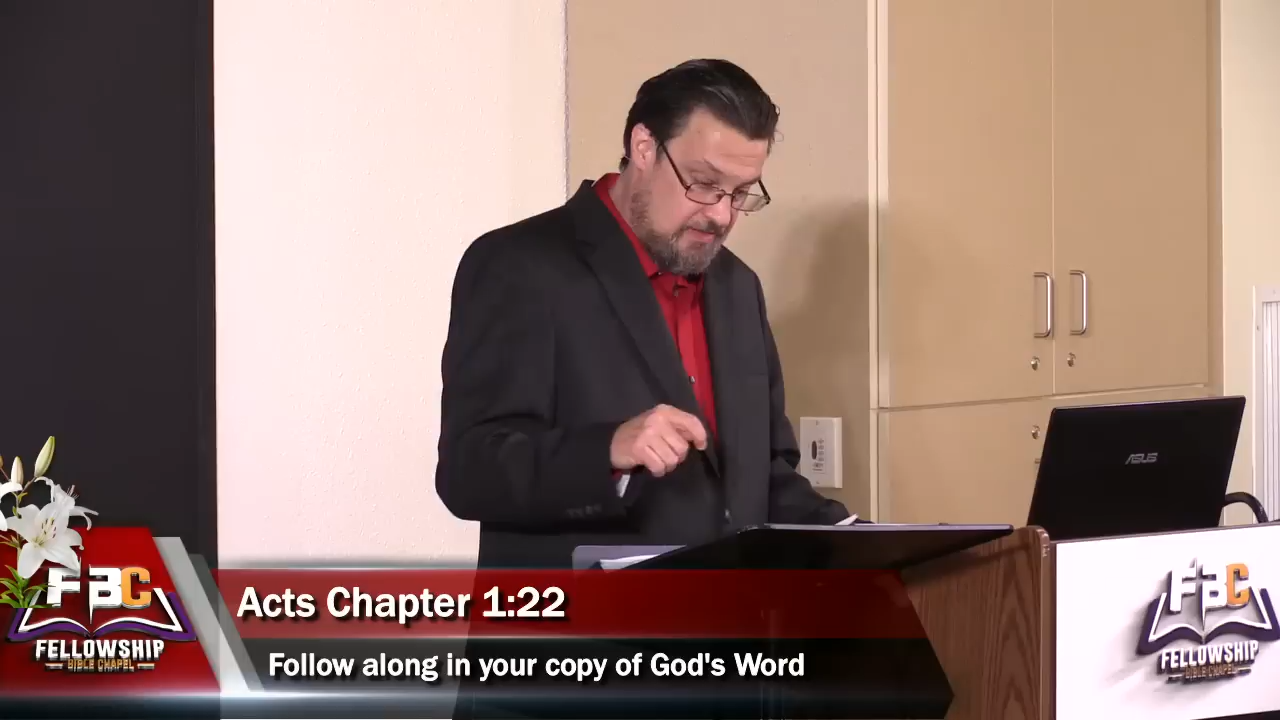 Acts Chapter 1:22
Follow along in your copy of God's Word
FBC
FELLOWSHIP
BIBLE CHAPEL
ASUS
FBC
FELLOWSHIP
BIBLE CHAPEL